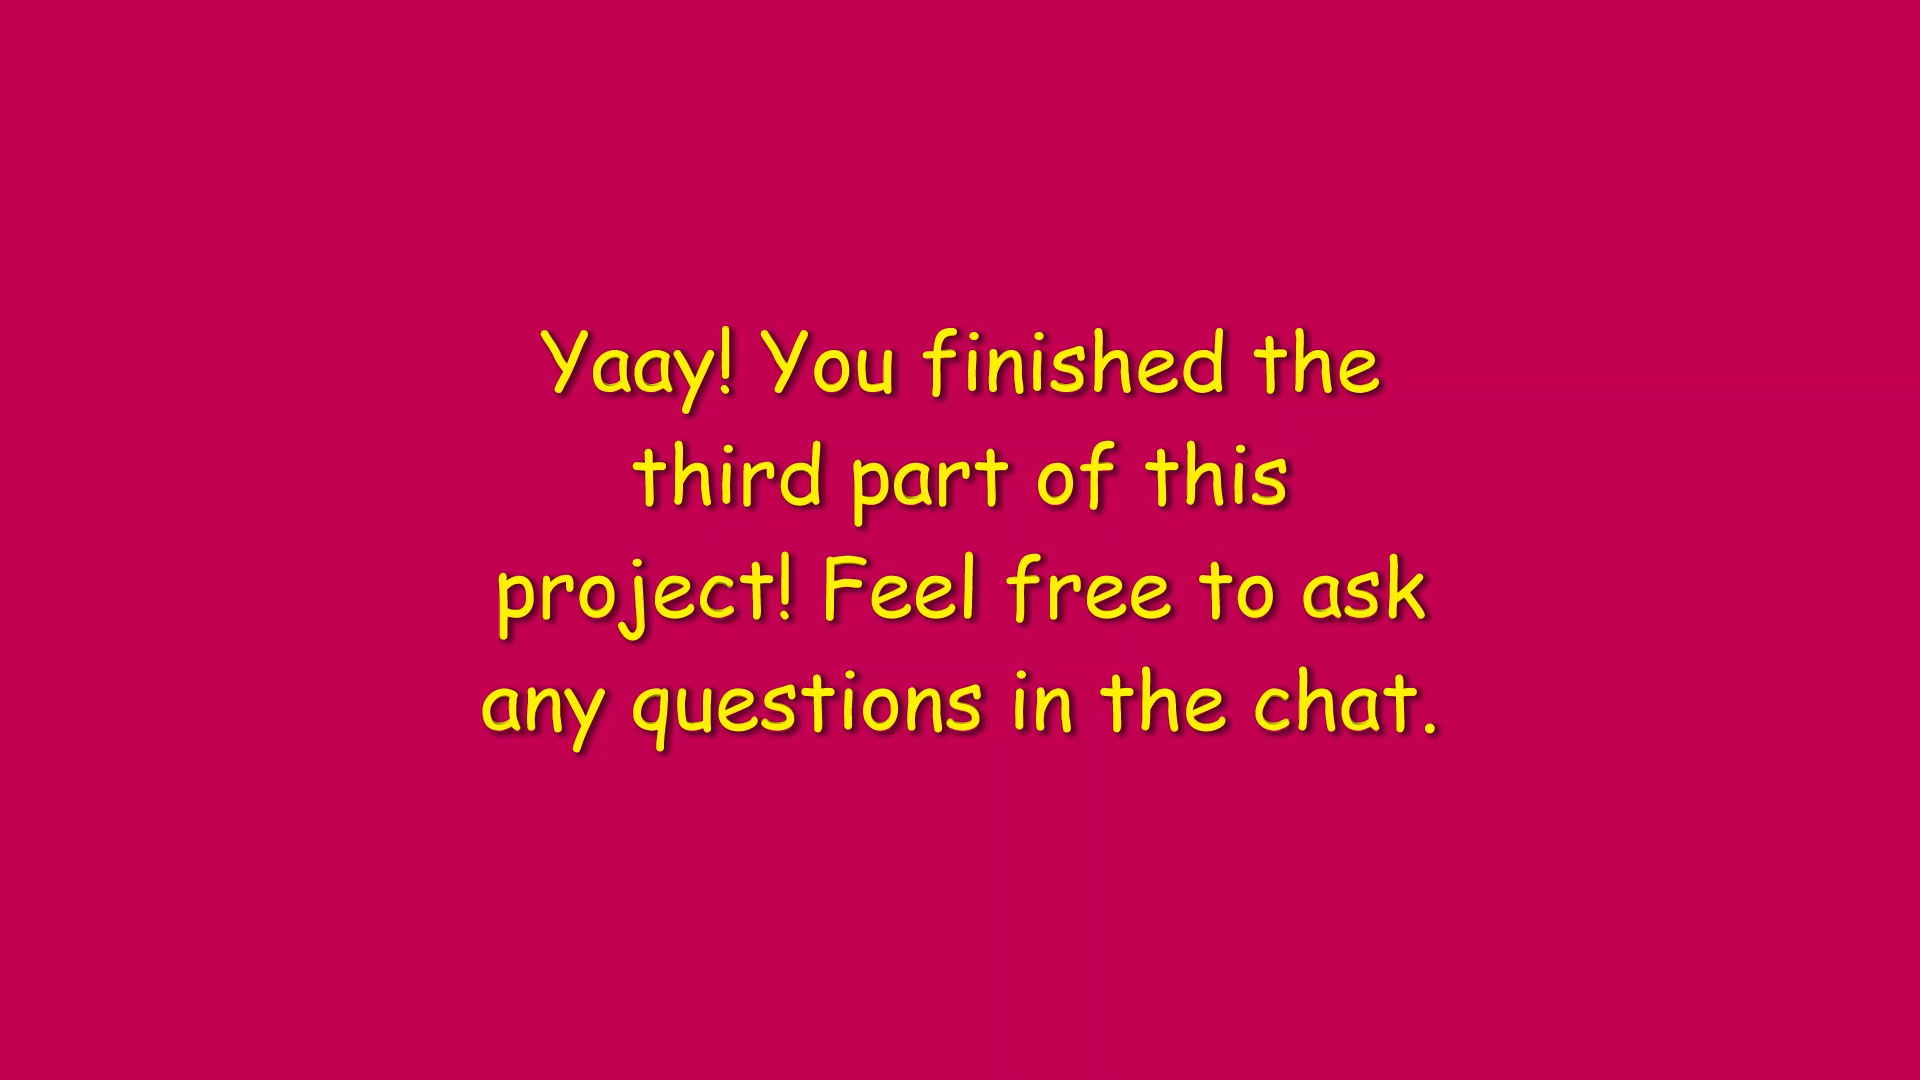 Yaay! You finished the
third part of this
project! Feel free to ask
any questions in the chat.